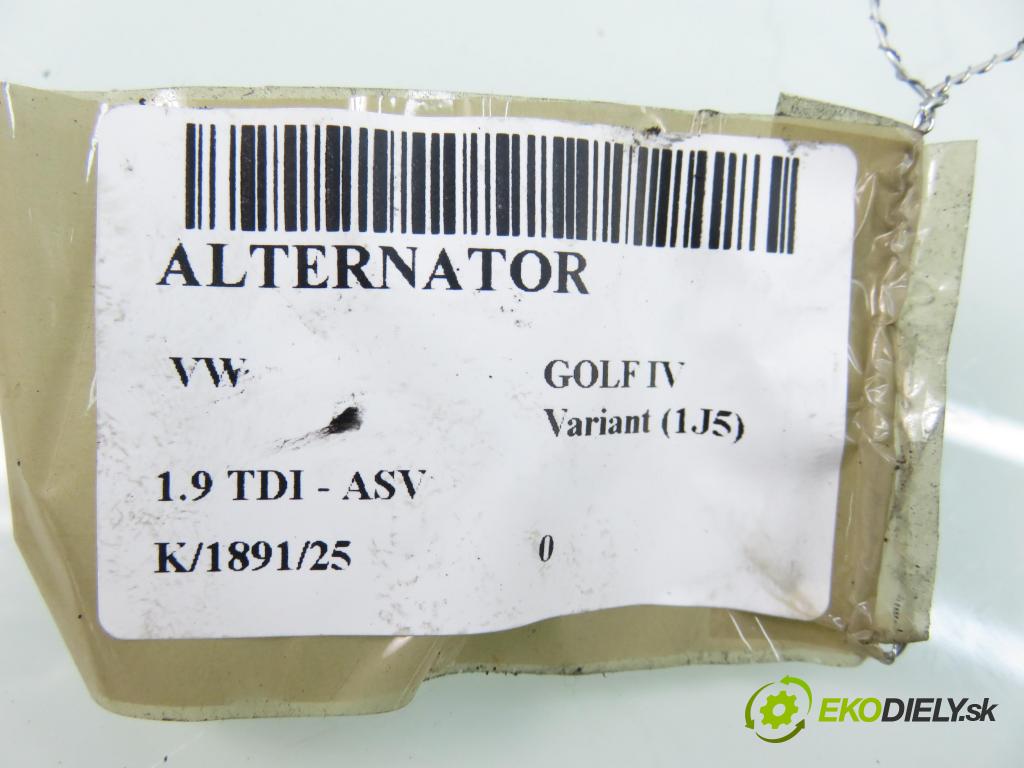 ALTERNATOR
VW
GOLF IV
Variant (1J5)
1.9 TDI - ASV
K/1891/25
0
EKODIELY.sk